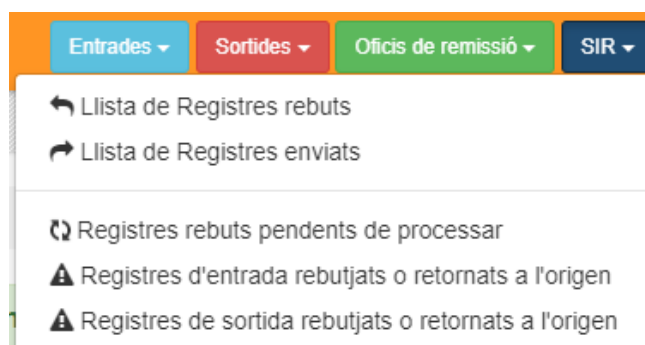 Entrades Sortides Oficis de remissió SIR
Llista de Registres rebuts
Llista de Registres enviats
Registres rebuts pendents de processar
Registres d'entrada rebutjats o retornats a l'origen
Registres de sortida rebutjats o retornats a l'origen